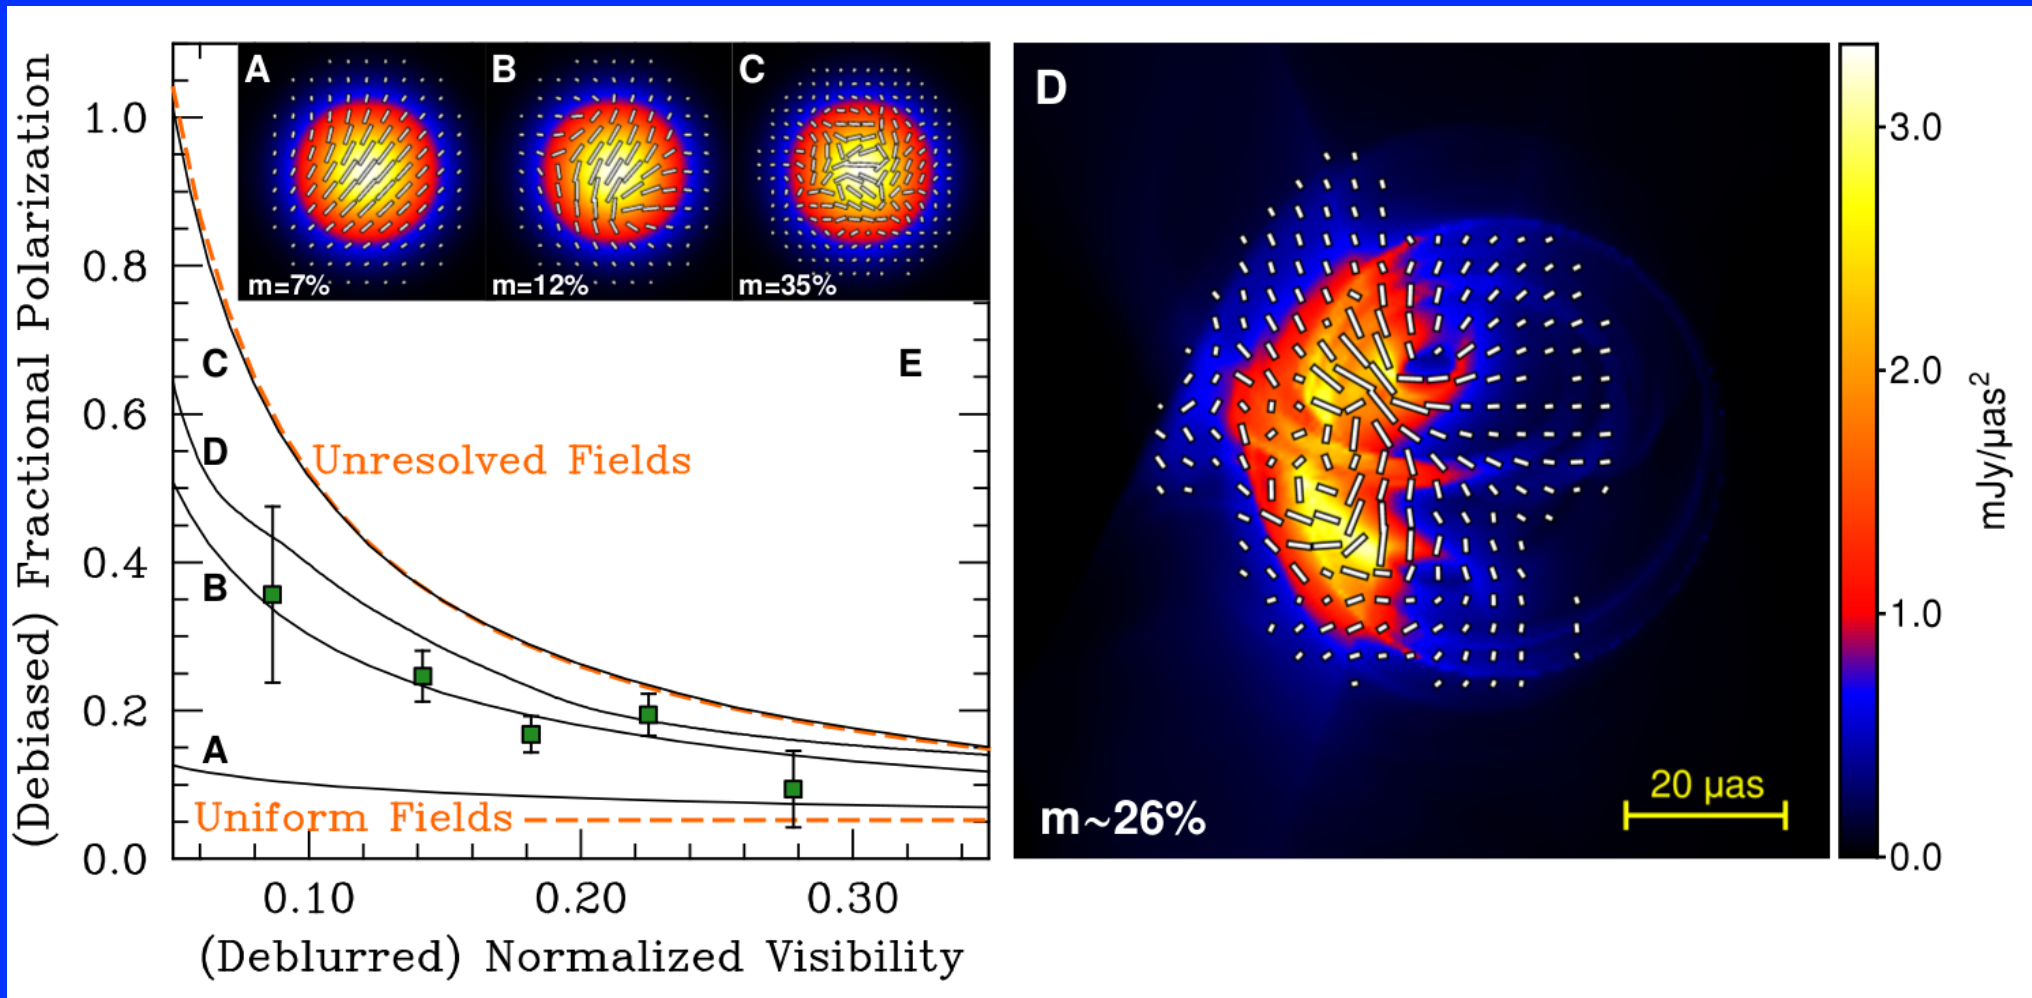 (Debiased) Fractional Polarization
1.0
0.8
0.6
0.4
0.2
0.0
A
m=7%
B
m=12%
C
m=35%
C
D
B
A
E
Unresolved Fields
Uniform Fields
0.10 0.20 0.30
(Deblurred) Normalized Visibility
D
m~26%
20 µas
3.0
2.0
1.0
0.0
mJy/µas²